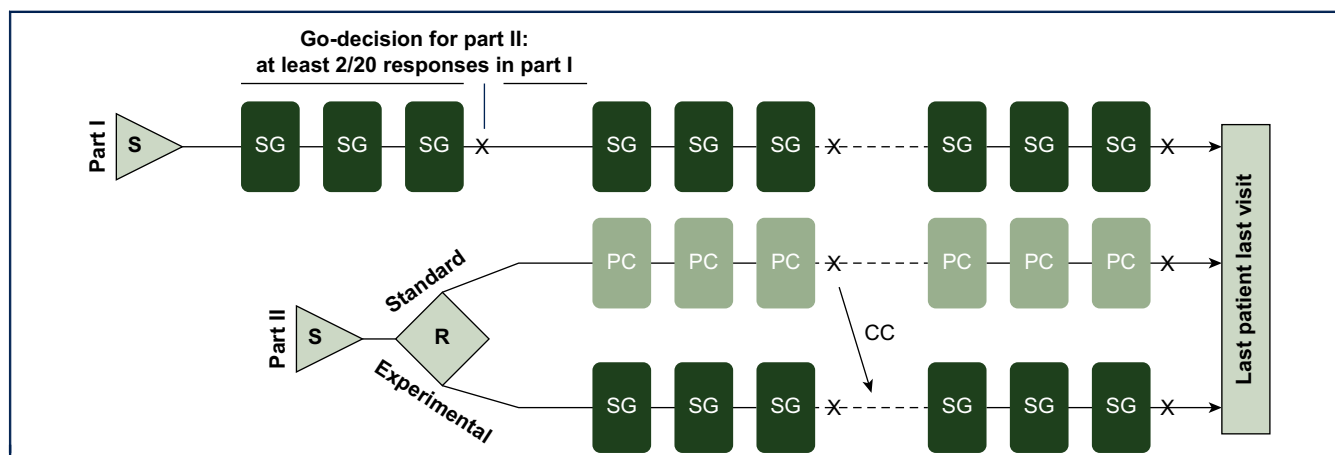 Go-decision for part II:
at least 2/20 responses in part I
Part I
S
SG SG SG X SG SG SG X SG SG SG X
Standard
PC PC PC X PC PC PC X
Part II
S
R
CC
Experimental
SG SG SG X SG SG SG X
Last patient last visit